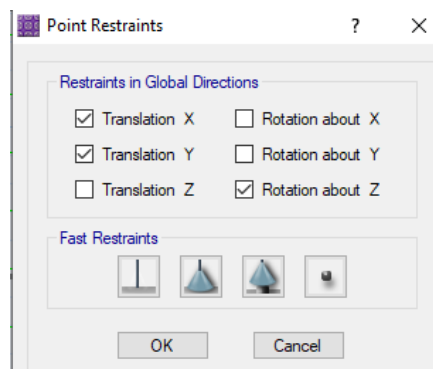 Point Restraints ? ×
Restraints in Global Directions
Translation X Rotation about X
Translation Y Rotation about Y
Translation Z Rotation about Z
Fast Restraints
OK Cancel